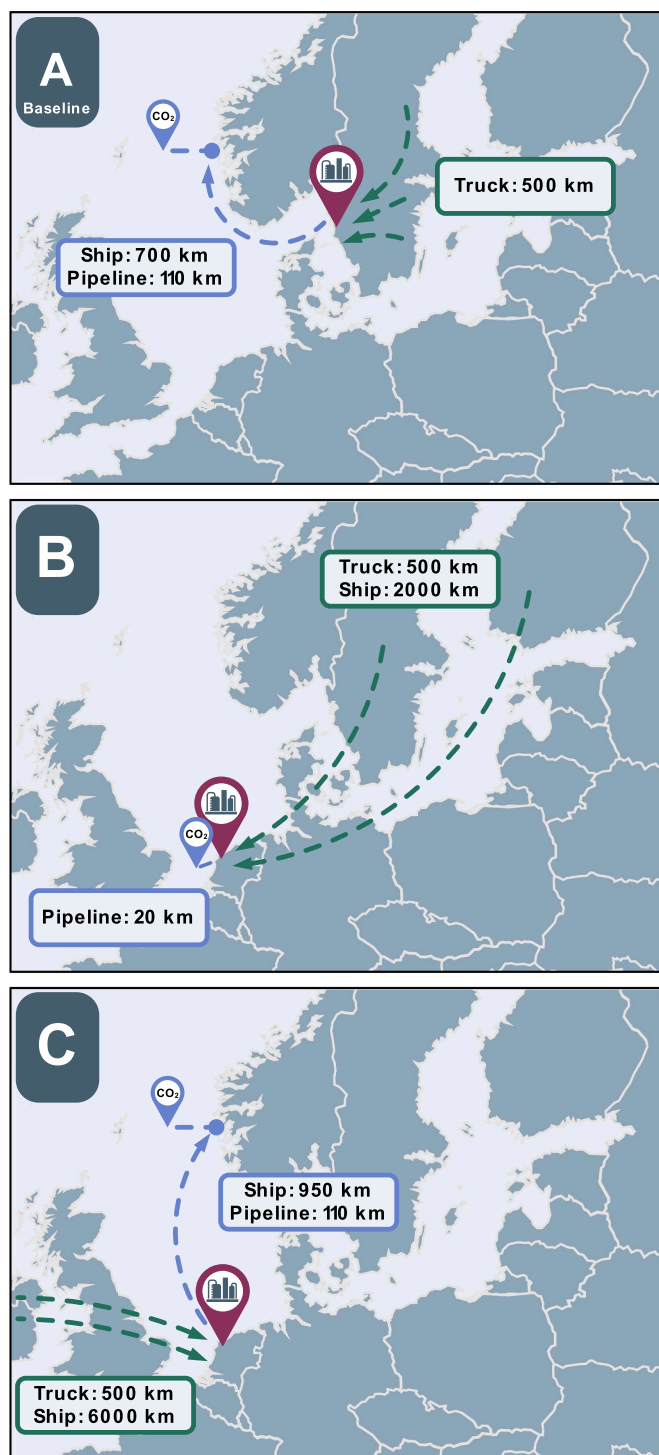 A
Baseline
CO₂
Truck: 500 km
Ship: 700 km
Pipeline: 110 km
B
Truck: 500 km
Ship: 2000 km
CO₂
Pipeline: 20 km
C
CO₂
Ship: 950 km
Pipeline: 110 km
Truck: 500 km
Ship: 6000 km